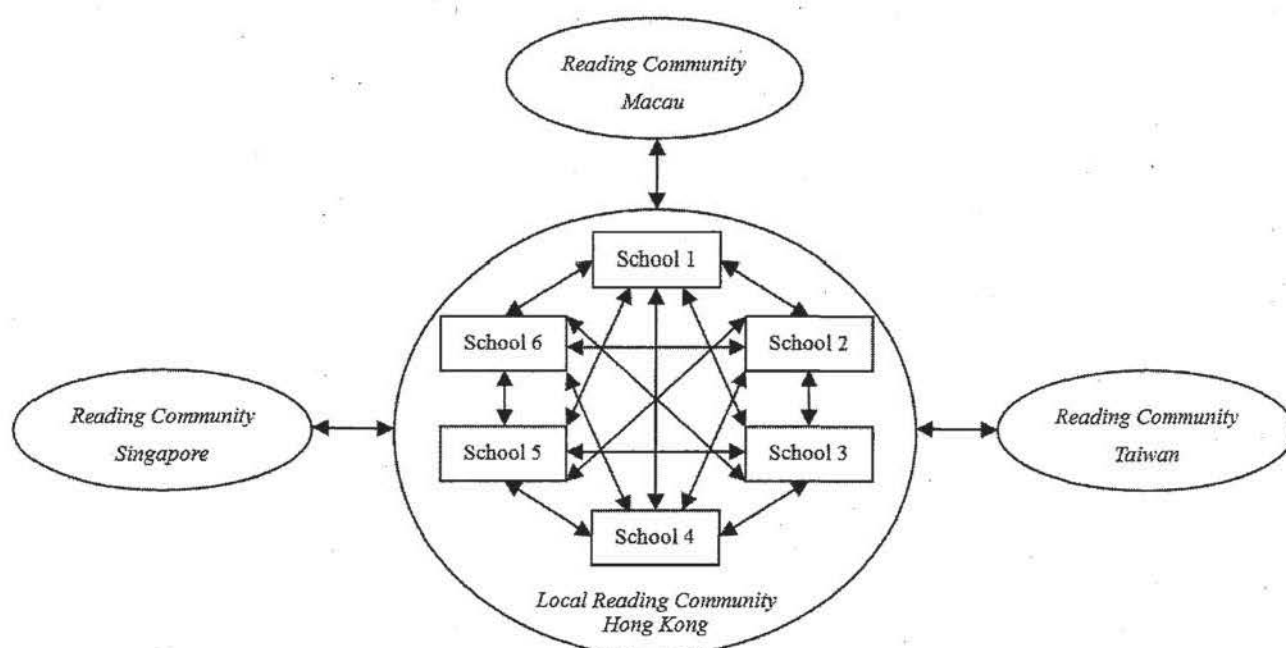 Reading Community
Macau
School 1
School 6
School 2
Reading Community
Singapore
School 5
School 3
Reading Community
Taiwan
School 4
Local Reading Community
Hong Kong